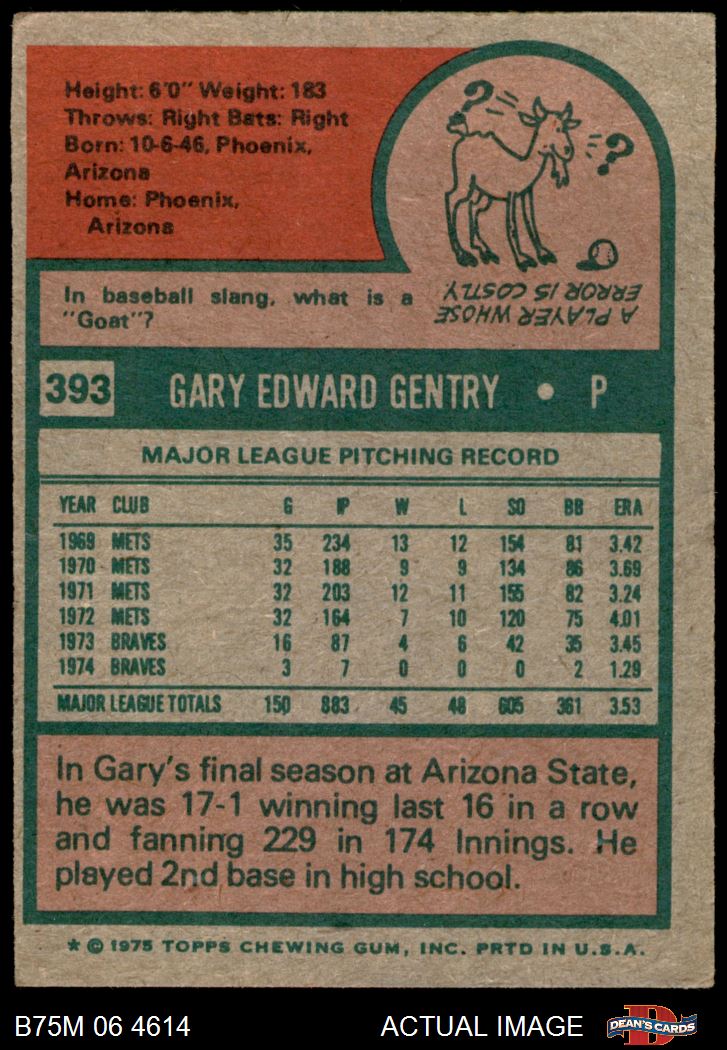 Height: 6'0" Weight: 183
Throws: Right Bats: Right
Born: 10-6-46, Phoenix,
Arizona
Home: Phoenix,
Arizona
? ?
In baseball slang, what is a
"Goat"?
A PLAYER WHOSE
ERROR IS COSTLY
393 GARY EDWARD GENTRY • P
MAJOR LEAGUE PITCHING RECORD
YEAR CLUB G IP W L SO BB ERA
1969 METS 35 234 13 12 154 81 3.42
1970 METS 32 188 9 9 134 86 3.69
1971 METS 32 203 12 11 155 82 3.24
1972 METS 32 164 7 10 120 75 4.01
1973 BRAVES 16 87 4 6 42 35 3.45
1974 BRAVES 3 7 0 0 0 2 1.29
MAJOR LEAGUE TOTALS 150 883 45 48 605 361 3.53
In Gary's final season at Arizona State,
he was 17-1 winning last 16 in a row
and fanning 229 in 174 Innings. He
played 2nd base in high school.
* © 1975 TOPPS CHEWING GUM, INC. PRTD IN U.S.A.
B75M 06 4614 ACTUAL IMAGE D DEAN'S CARDS